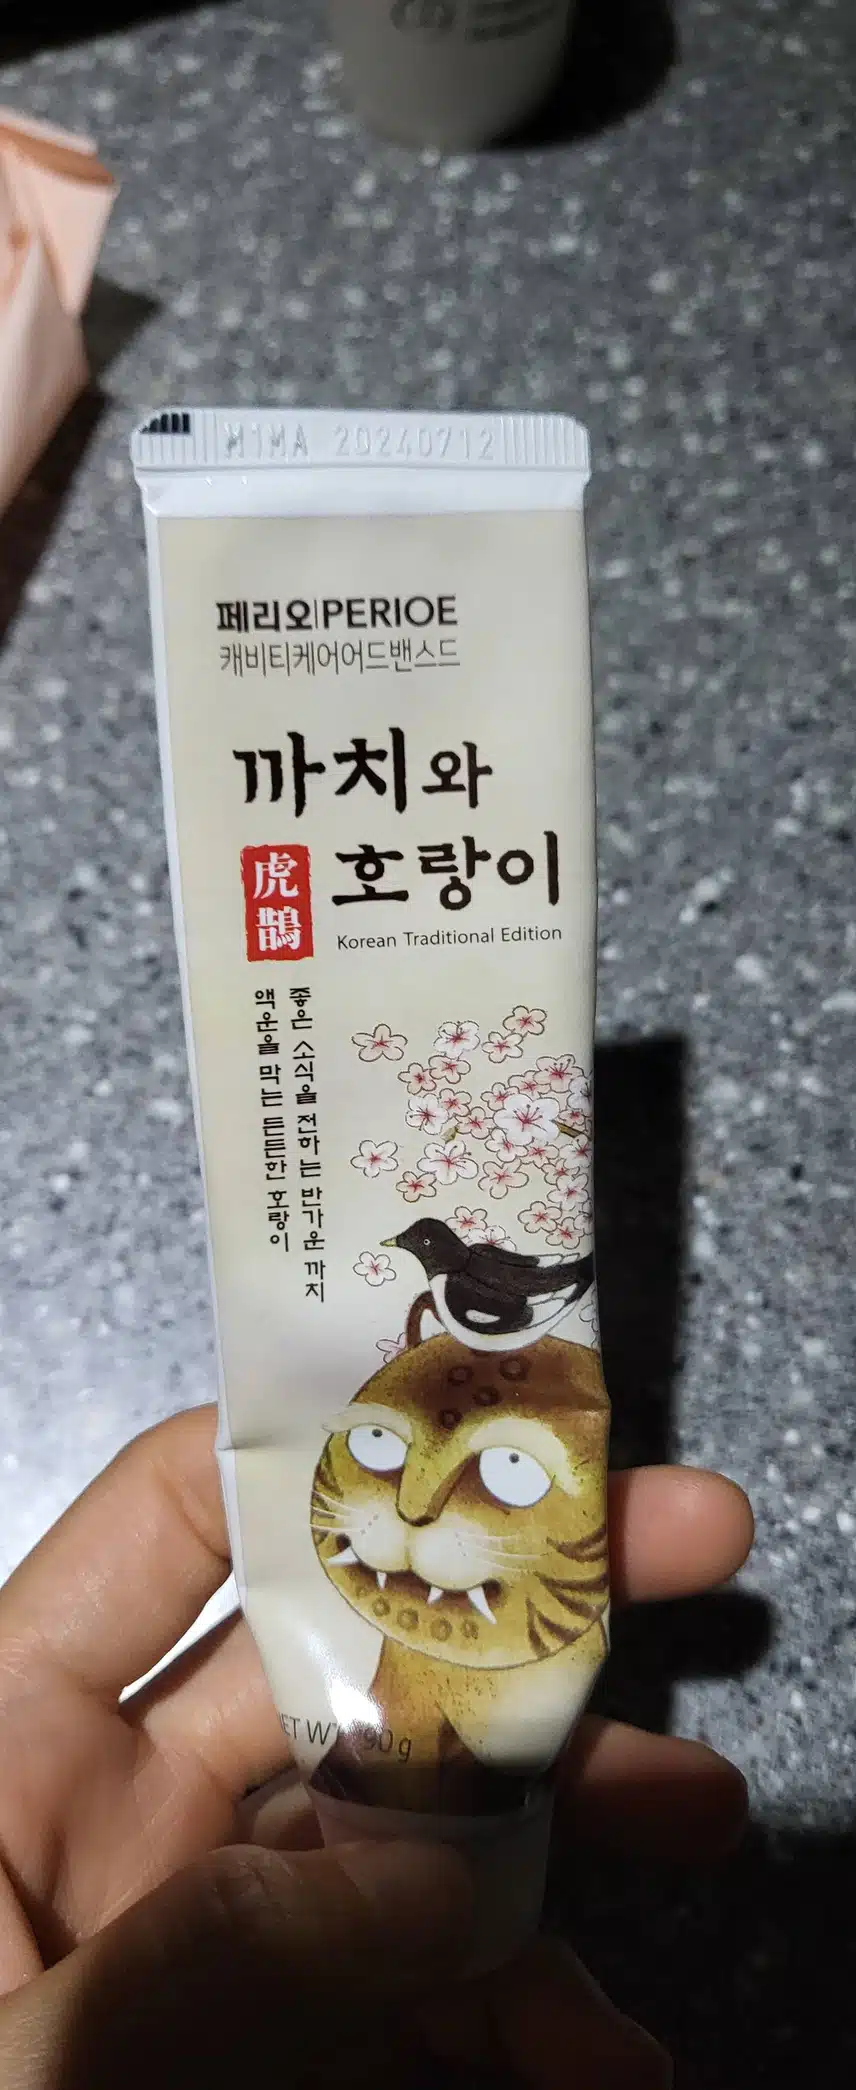 M1MA 20240712
페리오|PERIOE
캐비티케어어드밴스드
까치와
호랑이
虎鵲
Korean Traditional Edition
좋은 소식을 전하는 반가운 까치
액운을 막는 든든한 호랑이
90g